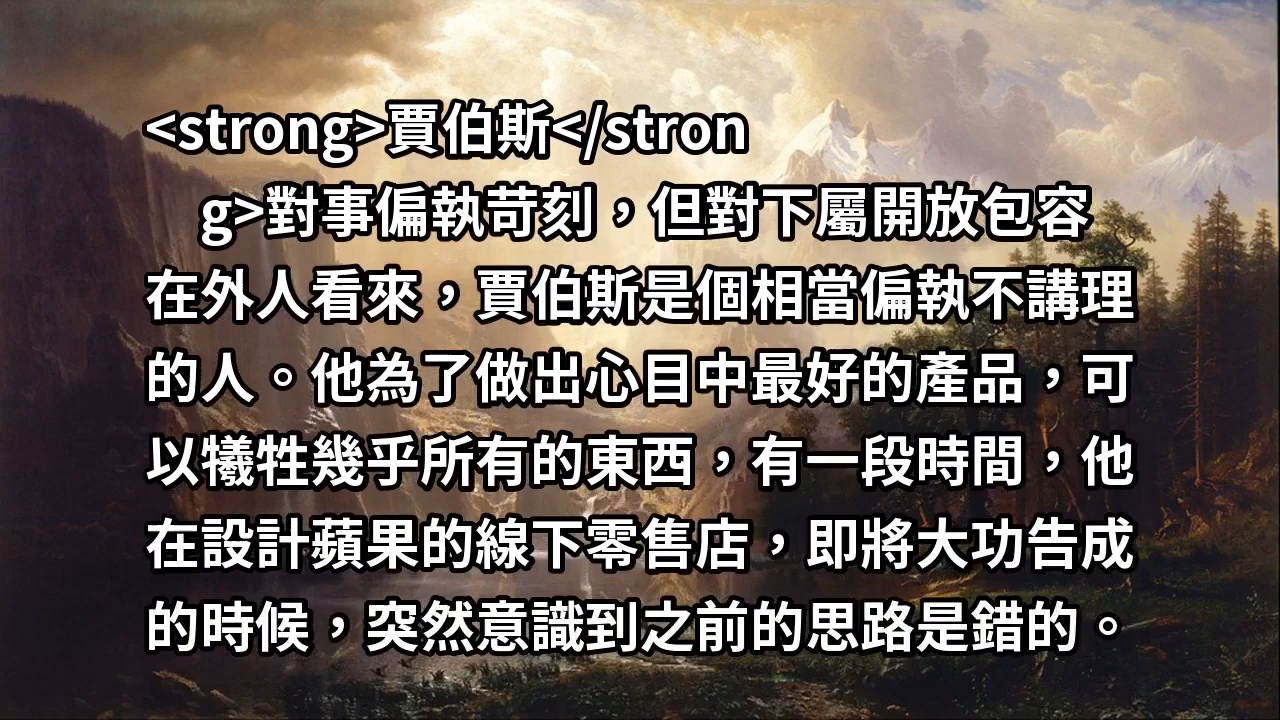 <strong>賈伯斯</stron
g>對事偏執苛刻，但對下屬開放包容
在外人看來，賈伯斯是個相當偏執不講理
的人。他為了做出心目中最好的產品，可
以犧牲幾乎所有的東西，有一段時間，他
在設計蘋果的線下零售店，即將大功告成
的時候，突然意識到之前的思路是錯的。